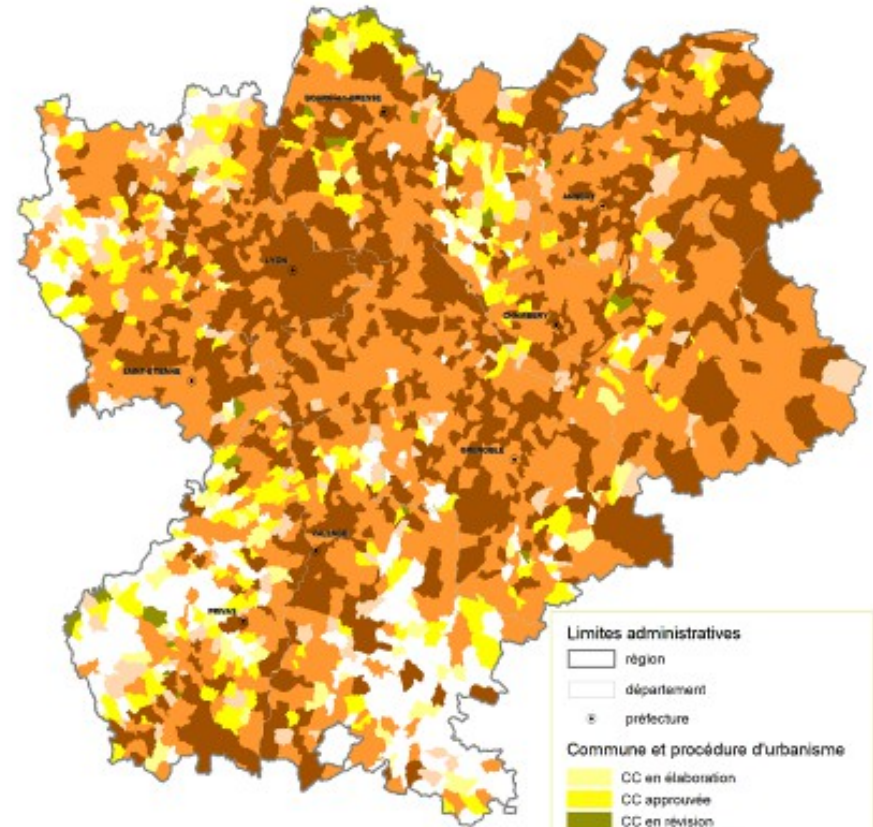 BOURG-en-BRESSE
ANNECY
LYON
CHAMBERY
SAINT-ETIENNE
GRENOBLE
VALENCE
PRIVAS
Limites administratives
région
département
préfecture
Commune et procédure d'urbanisme
CC en élaboration
CC approuvée
CC en révision